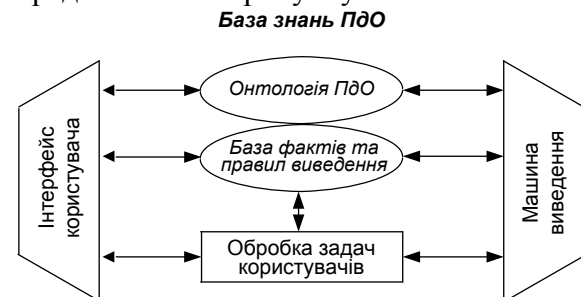 База знань ПдО
Онтологія ПдО
База фактів та
правил виведення
Інтерфейс
користувача
Машина
виведення
Обробка задач
користувачів